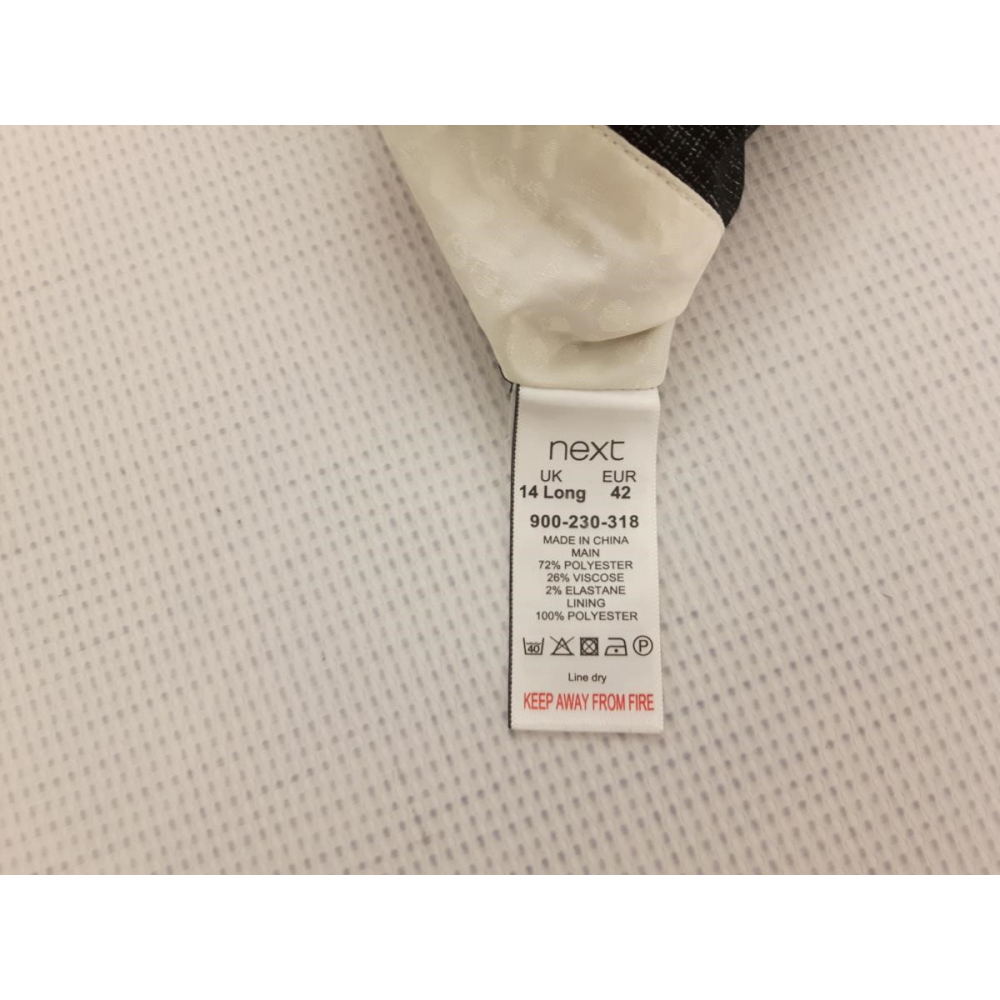 next
UK EUR
14 Long 42
900-230-318
MADE IN CHINA
MAIN
72% POLYESTER
26% VISCOSE
2% ELASTANE
LINING
100% POLYESTER
40 P
Line dry
KEEP AWAY FROM FIRE